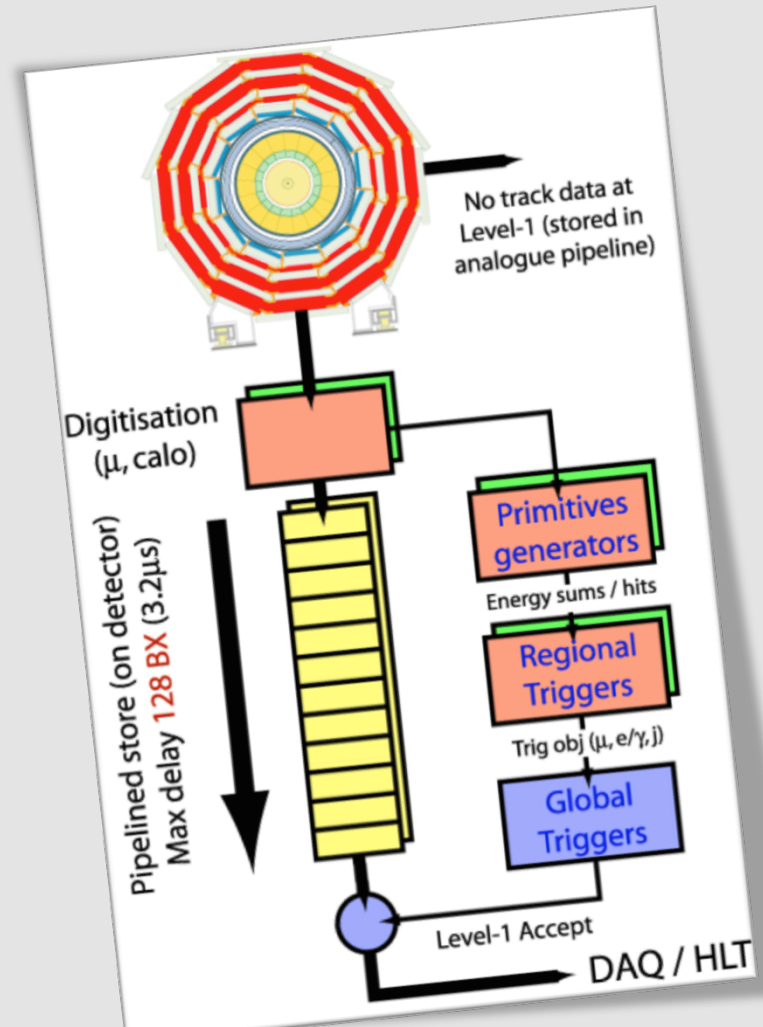 No track data at
Level-1 (stored in
analogue pipeline)
Digitisation
(μ, calo)
Primitives
generators
Energy sums / hits
Pipelined store (on detector)
Max delay 128 BX (3.2μs)
Regional
Triggers
Trig obj (μ, e/γ, j)
Global
Triggers
Level-1 Accept
DAQ / HLT